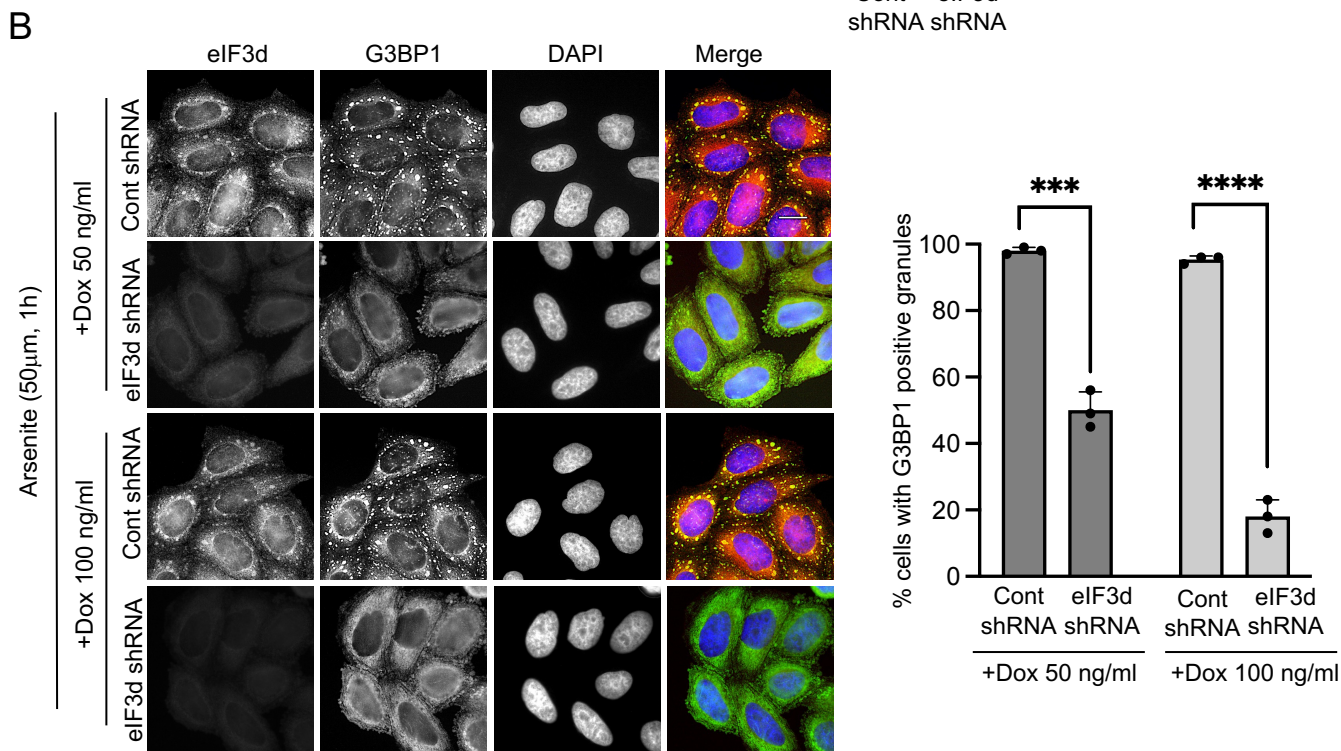 B
shRNA shRNA
eIF3d G3BP1 DAPI Merge
Arsenite (50μm, 1h)
+Dox 50 ng/ml
Cont shRNA
eIF3d shRNA
+Dox 100 ng/ml
Cont shRNA
eIF3d shRNA
% cells with G3BP1 positive granules
*** ****
100
80
60
40
20
0
Cont eIF3d Cont eIF3d
shRNA shRNA shRNA shRNA
+Dox 50 ng/ml +Dox 100 ng/ml